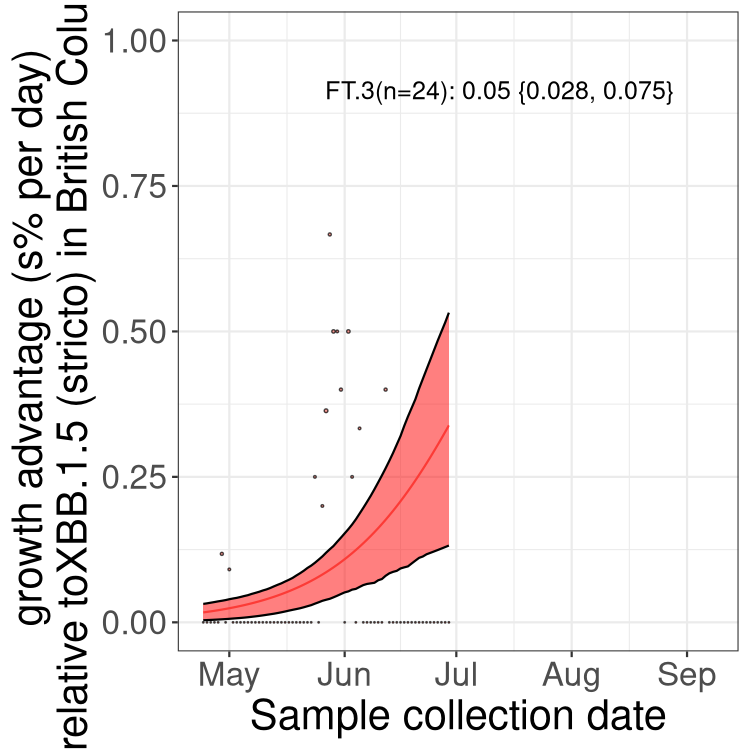 growth advantage (s% per day)
relative toXBB.1.5 (stricto) in British Colu
1.00
0.75
0.50
0.25
0.00
FT.3(n=24): 0.05 {0.028, 0.075}
May Jun Jul Aug Sep
Sample collection date